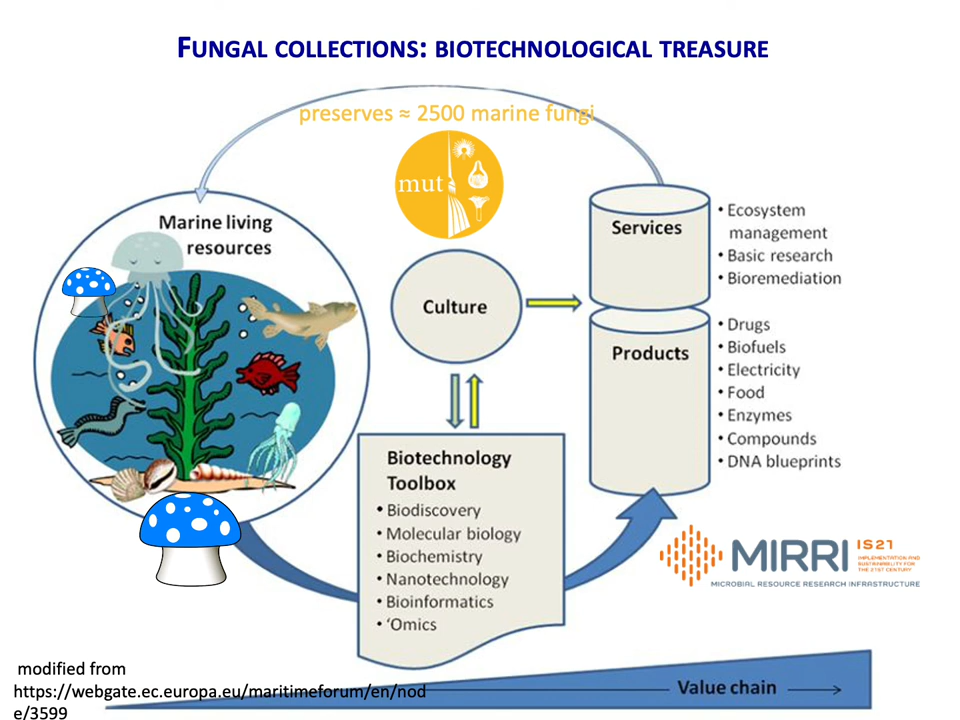 FUNGAL COLLECTIONS: BIOTECHNOLOGICAL TREASURE
preserves ≈ 2500 marine fungi
mut
Marine living
resources
Culture
Services
• Ecosystem
management
• Basic research
• Bioremediation
Products
• Drugs
• Biofuels
• Electricity
• Food
• Enzymes
• Compounds
• DNA blueprints
Biotechnology
Toolbox
• Biodiscovery
• Molecular biology
• Biochemistry
• Nanotechnology
• Bioinformatics
• ‘Omics
MIRRI
IS21
IMPLEMENTATION AND
SUSTAINABILITY FOR
THE 21ST CENTURY
MICROBIAL RESOURCE RESEARCH INFRASTRUCTURE
modified from
https://webgate.ec.europa.eu/maritimeforum/en/nod
e/3599
Value chain